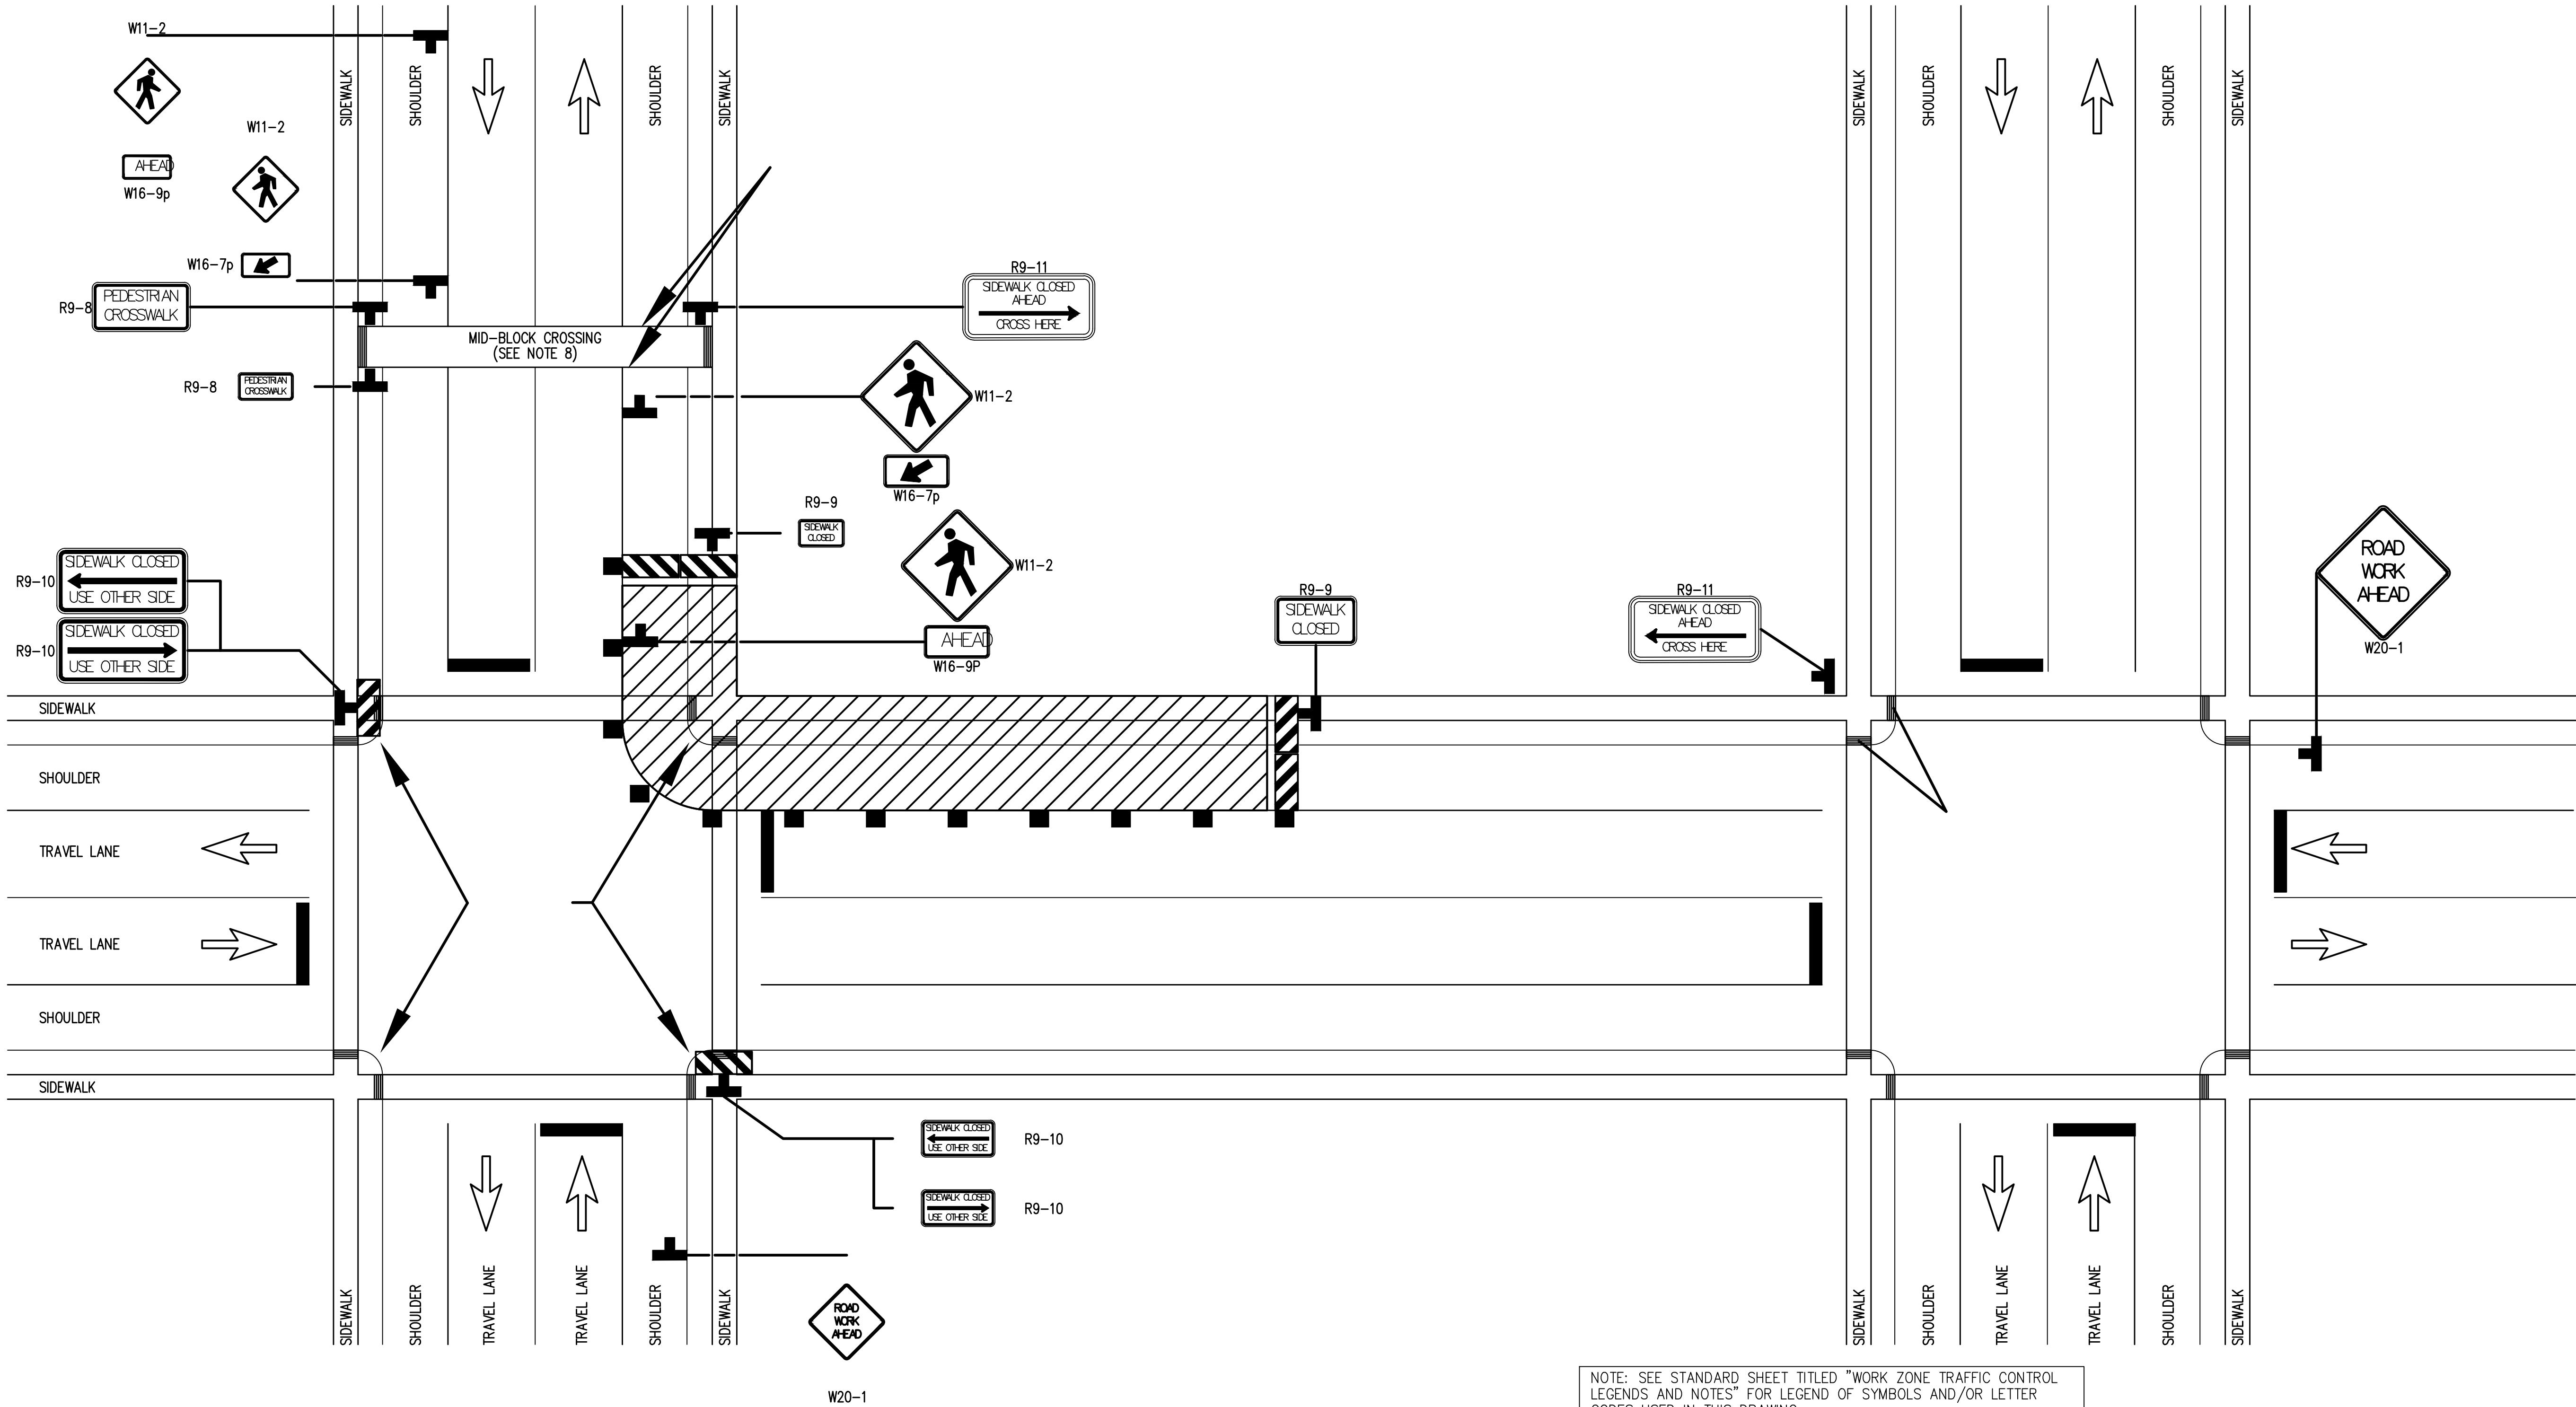 W11-2
SIDEWALK
SHOULDER
SHOULDER
SIDEWALK
SIDEWALK
SHOULDER
SHOULDER
SIDEWALK
W11-2
AHEAD
W16-9p
W16-7p
R9-8
PEDESTRIAN
CROSSWALK
R9-11
SIDEWALK CLOSED
AHEAD
CROSS HERE
MID-BLOCK CROSSING
(SEE NOTE 8)
R9-8
PEDESTRIAN
CROSSWALK
W11-2
W16-7p
R9-9
SIDEWALK
CLOSED
W11-2
AHEAD
W16-9P
R9-10
SIDEWALK CLOSED
USE OTHER SIDE
R9-10
SIDEWALK CLOSED
USE OTHER SIDE
R9-9
SIDEWALK
CLOSED
R9-11
SIDEWALK CLOSED
AHEAD
CROSS HERE
ROAD
WORK
AHEAD
W20-1
SIDEWALK
SHOULDER
TRAVEL LANE
TRAVEL LANE
SHOULDER
SIDEWALK
SIDEWALK CLOSED
USE OTHER SIDE
R9-10
SIDEWALK CLOSED
USE OTHER SIDE
R9-10
SIDEWALK
SHOULDER
TRAVEL LANE
TRAVEL LANE
SHOULDER
SIDEWALK
ROAD
WORK
AHEAD
W20-1
SIDEWALK
SHOULDER
TRAVEL LANE
TRAVEL LANE
SHOULDER
SIDEWALK
NOTE: SEE STANDARD SHEET TITLED "WORK ZONE TRAFFIC CONTROL
LEGENDS AND NOTES" FOR LEGEND OF SYMBOLS AND/OR LETTER
CODES USED IN THIS DRAWING